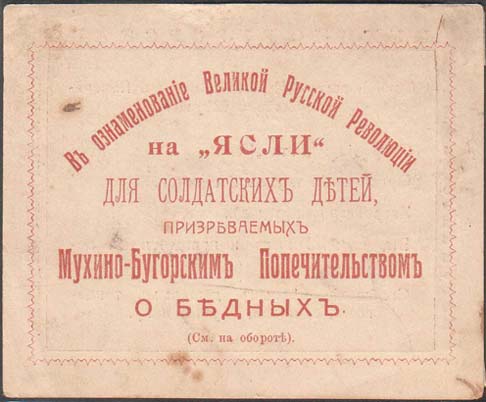 Въ ознаменованіе Великой Русской Революціи
на „ЯСЛИ“
ДЛЯ СОЛДАТСКИХЪ ДѢТЕЙ,
ПРИЗРѢВАЕМЫХЪ
Мухино-Бугорскимъ Попечительствомъ
О БѢДНЫХЪ.
(См. на оборотѣ).